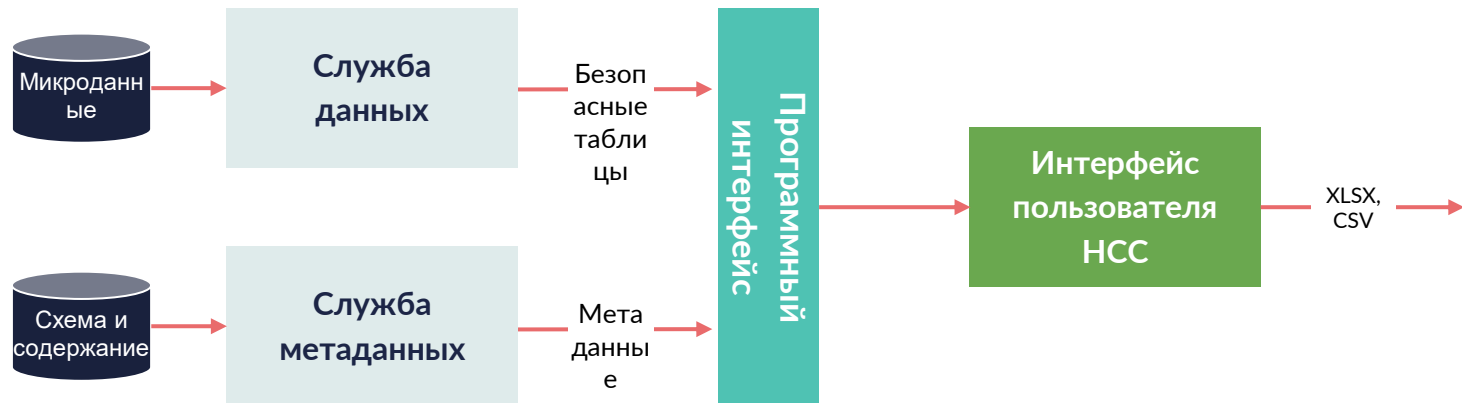 Микроданн
ые
Служба
данных
Безоп
асные
табли
цы
Программный
интерфейс
Интерфейс
пользователя
НСС
XLSX,
CSV
Схема и
содержание
Служба
метаданных
Мета
данны
е